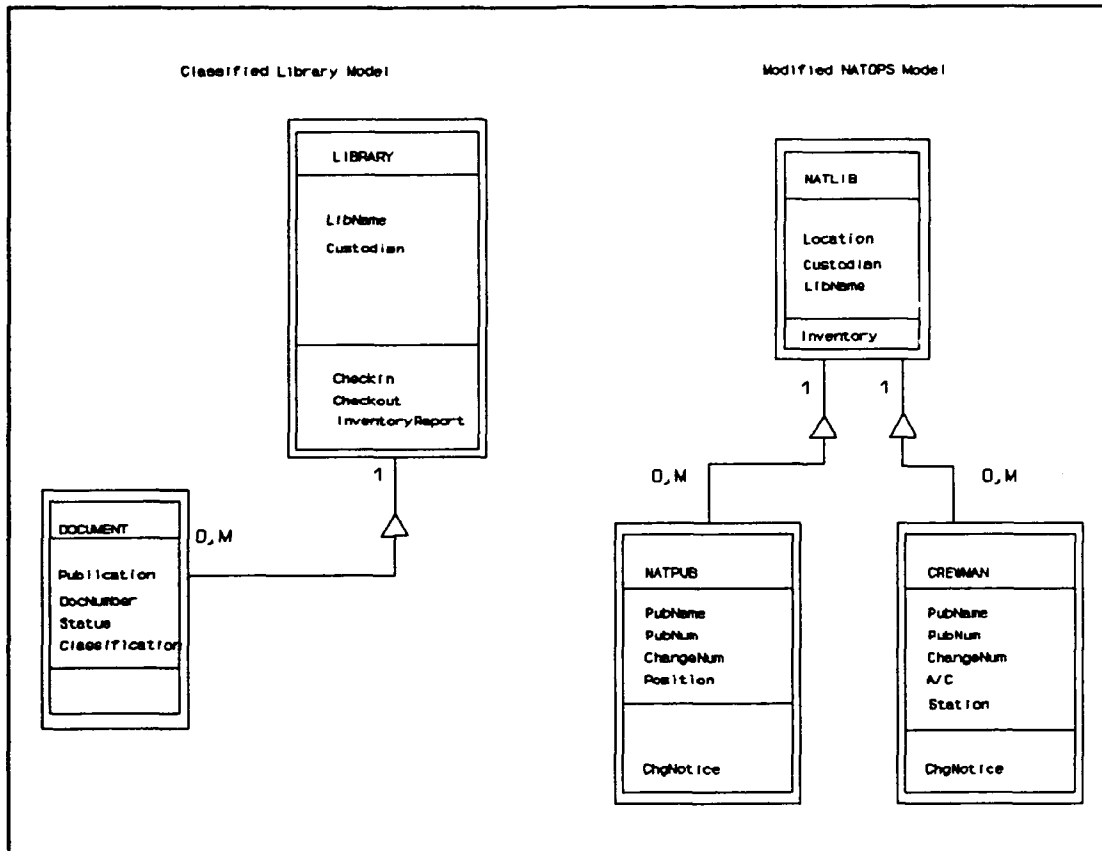 Classified Library Model
LIBRARY
LibName
Custodian
Checkin
Checkout
InventoryReport
1
0,M
DOCUMENT
Publication
DocNumber
Status
Classification
Modified NATOPS Model
NATLIB
Location
Custodian
LibName
Inventory
1
1
0,M
0,M
NATPUB
PubName
PubNum
ChangeNum
Position
ChgNotice
CREWMAN
PubName
PubNum
ChangeNum
A/C
Station
ChgNotice